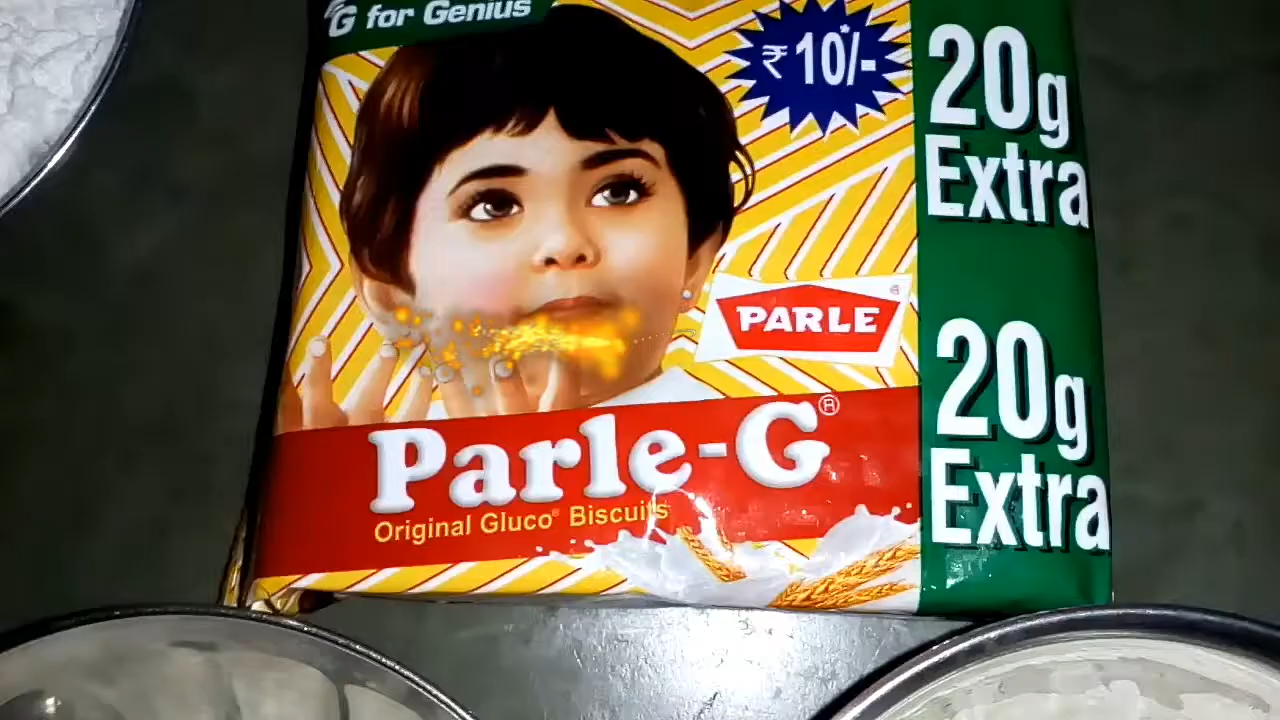 G for Genius
₹ 10*/-
20g
Extra
PARLE ®
20g
Extra
Parle-G®
Original Gluco® Biscuits